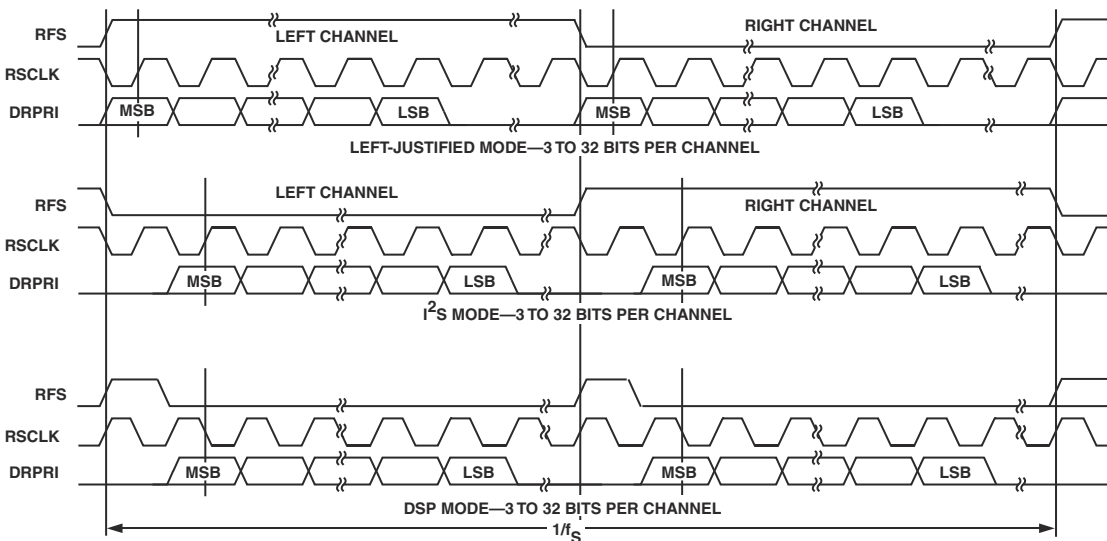 RFS
LEFT CHANNEL
RIGHT CHANNEL
RSCLK
DRPRI
MSB
LSB
MSB
LSB
LEFT-JUSTIFIED MODE—3 TO 32 BITS PER CHANNEL
RFS
LEFT CHANNEL
RIGHT CHANNEL
RSCLK
DRPRI
MSB
LSB
MSB
LSB
I²S MODE—3 TO 32 BITS PER CHANNEL
RFS
RSCLK
DRPRI
MSB
LSB
MSB
LSB
DSP MODE—3 TO 32 BITS PER CHANNEL
1/fS